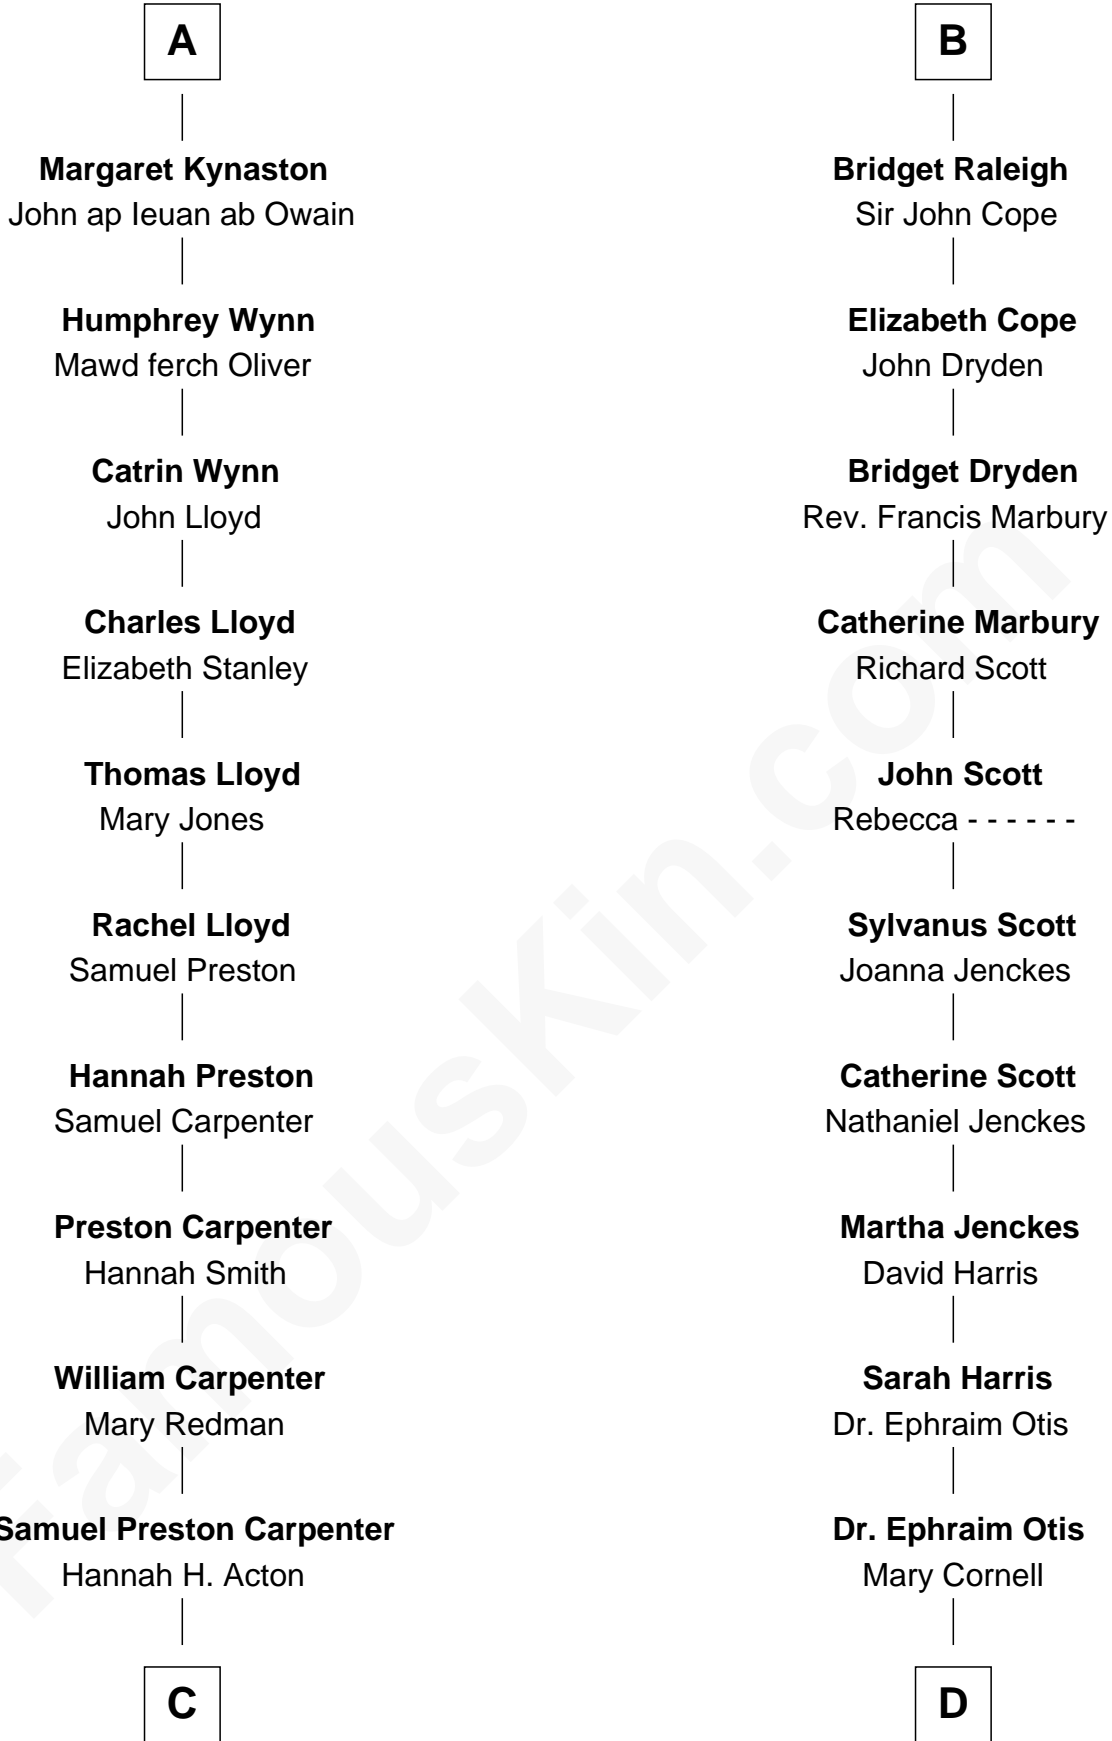 A
Margaret Kynaston
John ap Ieuan ab Owain
Humphrey Wynn
Mawd ferch Oliver
Catrin Wynn
John Lloyd
Charles Lloyd
Elizabeth Stanley
Thomas Lloyd
Mary Jones
Rachel Lloyd
Samuel Preston
Hannah Preston
Samuel Carpenter
Preston Carpenter
Hannah Smith
William Carpenter
Mary Redman
Samuel Preston Carpenter
Hannah H. Acton
C
B
Bridget Raleigh
Sir John Cope
Elizabeth Cope
John Dryden
Bridget Dryden
Rev. Francis Marbury
Catherine Marbury
Richard Scott
John Scott
Rebecca - - - - - -
Sylvanus Scott
Joanna Jenckes
Catherine Scott
Nathaniel Jenckes
Martha Jenckes
David Harris
Sarah Harris
Dr. Ephraim Otis
Dr. Ephraim Otis
Mary Cornell
D
FamousKin.com